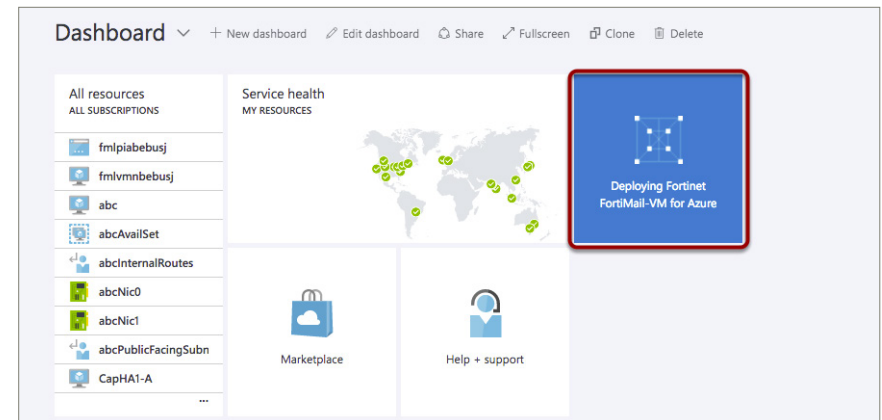 Dashboard
New dashboard
Edit dashboard
Share
Fullscreen
Clone
Delete
All resources
ALL SUBSCRIPTIONS
fmlpiabebusj
fmlvmnbebusj
abc
abcAvailSet
abcInternalRoutes
abcNic0
abcNic1
abcPublicFacingSubn
CapHA1-A
...
Service health
MY RESOURCES
Marketplace
Help + support
Deploying Fortinet
FortiMail-VM for Azure